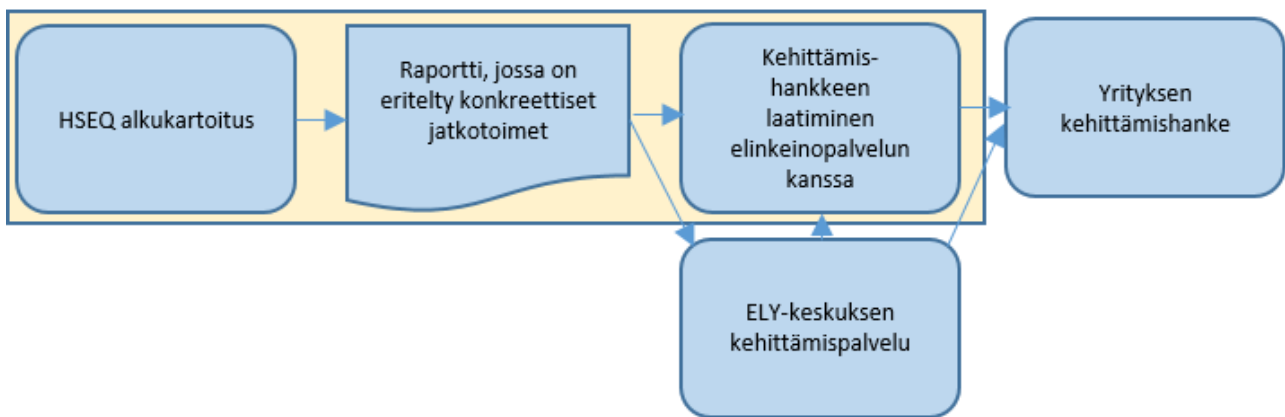 HSEQ alkukartoitus
Raportti, jossa on
eritelty konkreettiset
jatkotoimet
Kehittämis-
hankkeen
laatiminen
elinkeinopalvelun
kanssa
Yrityksen
kehittämishanke
ELY-keskuksen
kehittämispalvelu